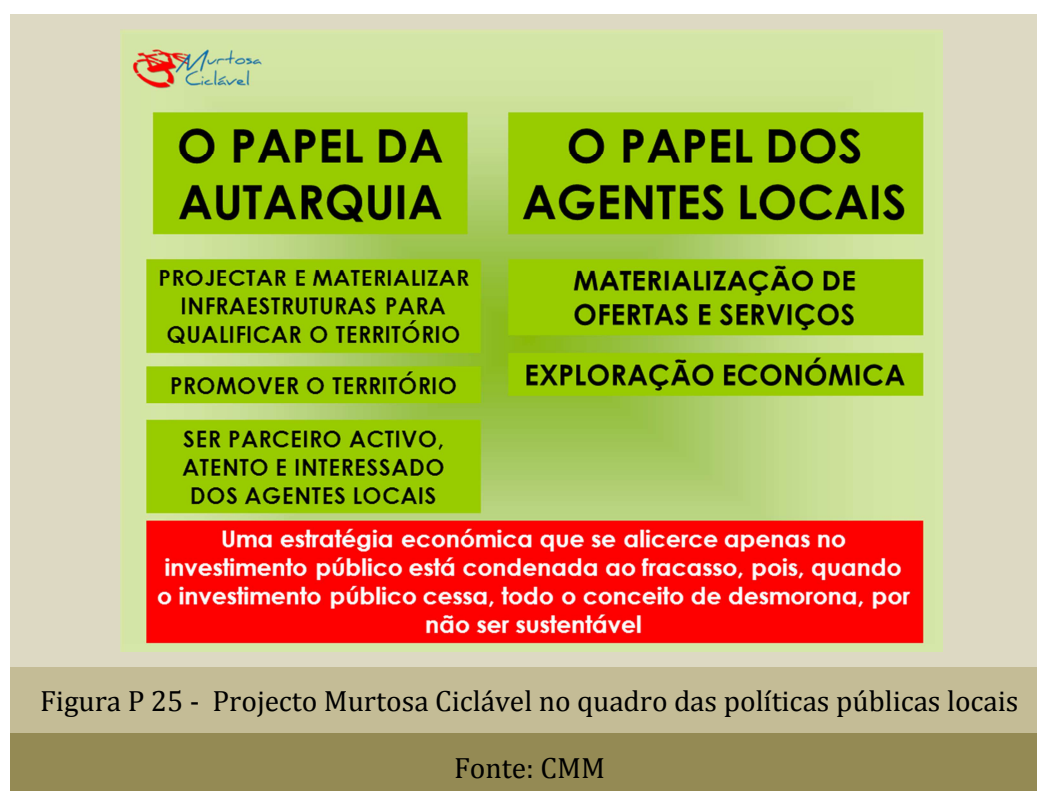 Murtosa
Ciclável
O PAPEL DA
AUTARQUIA
PROJECTAR E MATERIALIZAR
INFRAESTRUTURAS PARA
QUALIFICAR O TERRITÓRIO
PROMOVER O TERRITÓRIO
SER PARCEIRO ACTIVO,
ATENTO E INTERESSADO
DOS AGENTES LOCAIS
O PAPEL DOS
AGENTES LOCAIS
MATERIALIZAÇÃO DE
OFERTAS E SERVIÇOS
EXPLORAÇÃO ECONÓMICA
Uma estratégia económica que se alicerce apenas no
investimento público está condenada ao fracasso, pois, quando
o investimento público cessa, todo o conceito de desmorona, por
não ser sustentável
Figura P 25 - Projecto Murtosa Ciclável no quadro das políticas públicas locais
Fonte: CMM